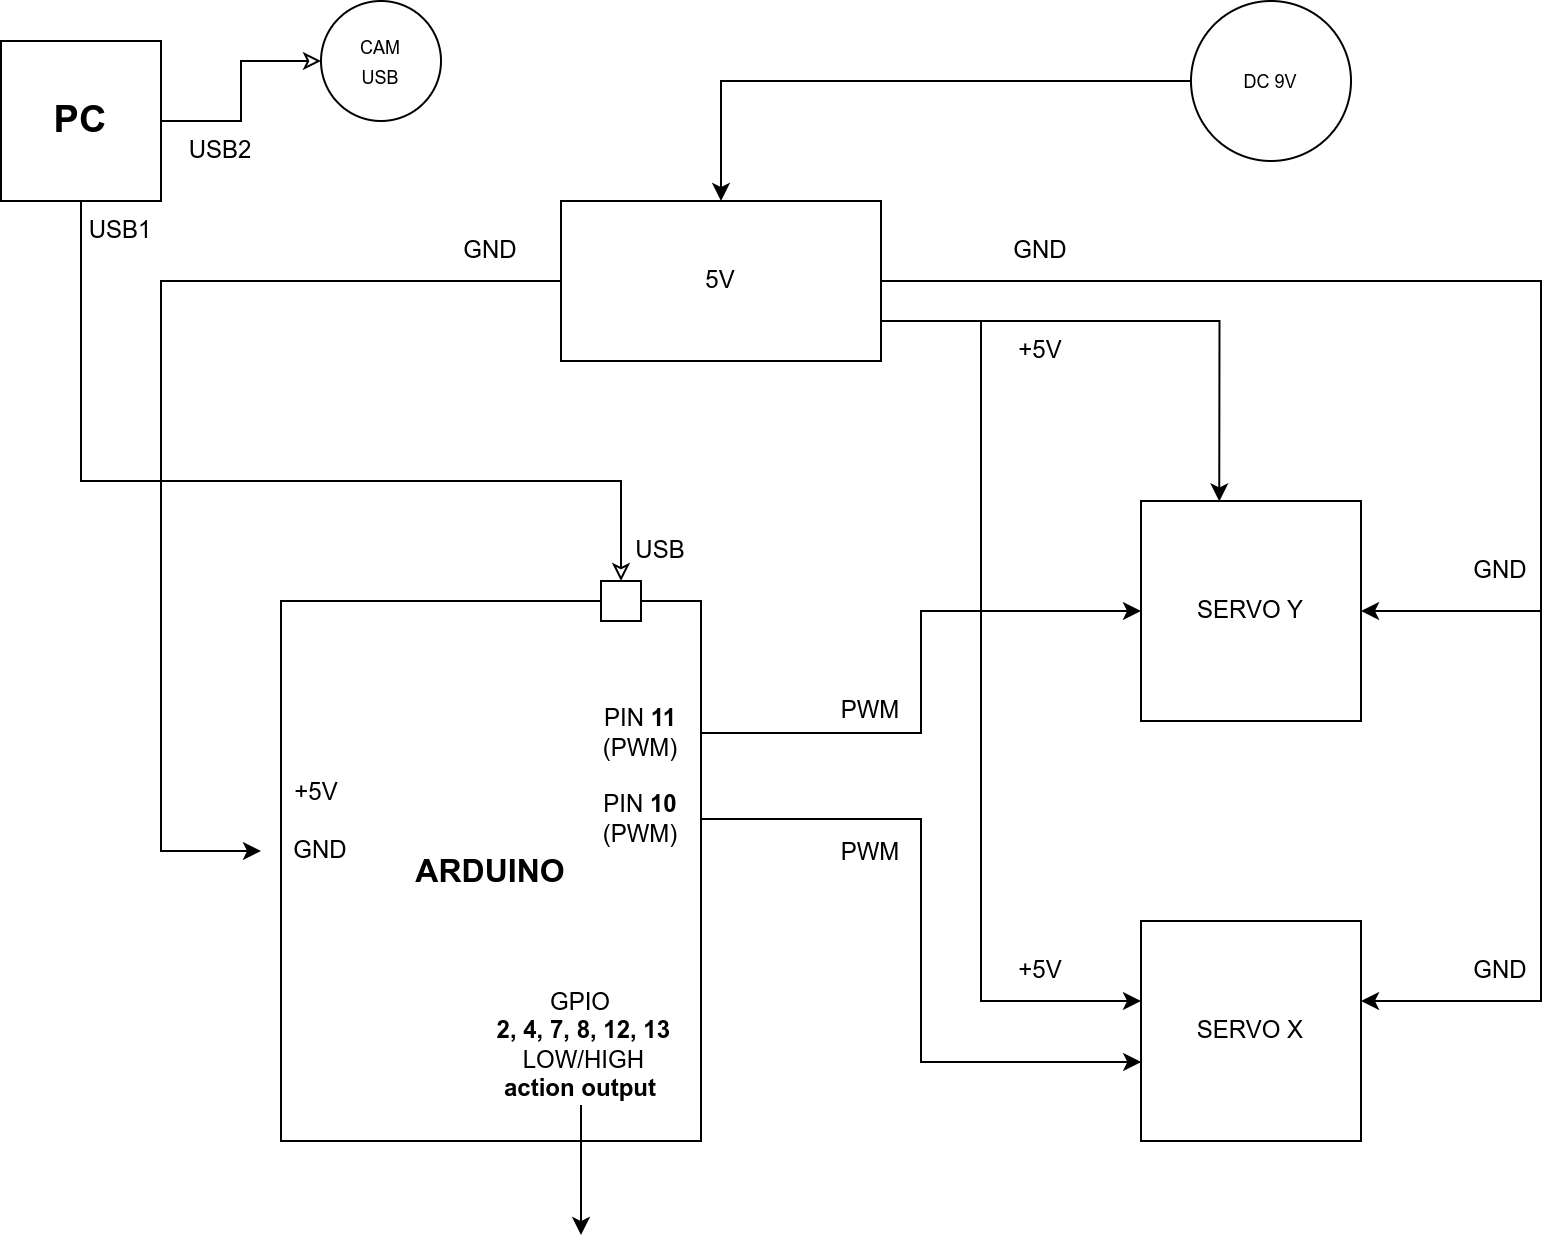 CAM
USB
DC 9V
PC
USB2
USB1
GND
GND
5V
+5V
USB
GND
SERVO Y
PWM
PIN 11
(PWM)
+5V
PIN 10
(PWM)
GND
PWM
ARDUINO
+5V
GND
GPIO
2, 4, 7, 8, 12, 13
LOW/HIGH
action output
SERVO X